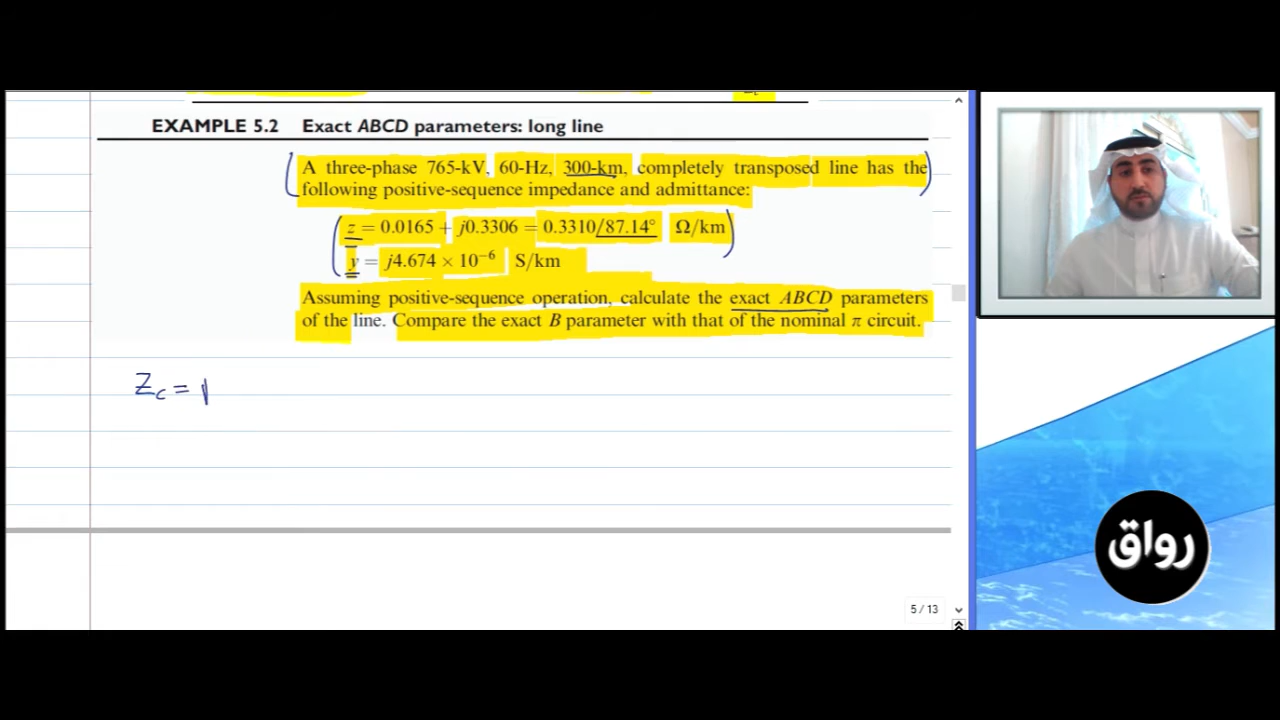 EXAMPLE 5.2 Exact ABCD parameters: long line
A three-phase 765-kV, 60-Hz, 300-km, completely transposed line has the
following positive-sequence impedance and admittance:
z = 0.0165 + j0.3306 = 0.3310/87.14° Ω/km
y = j4.674 × 10⁻⁶ S/km
Assuming positive-sequence operation, calculate the exact ABCD parameters
of the line. Compare the exact B parameter with that of the nominal π circuit.
Zc =
5 / 13
رواق